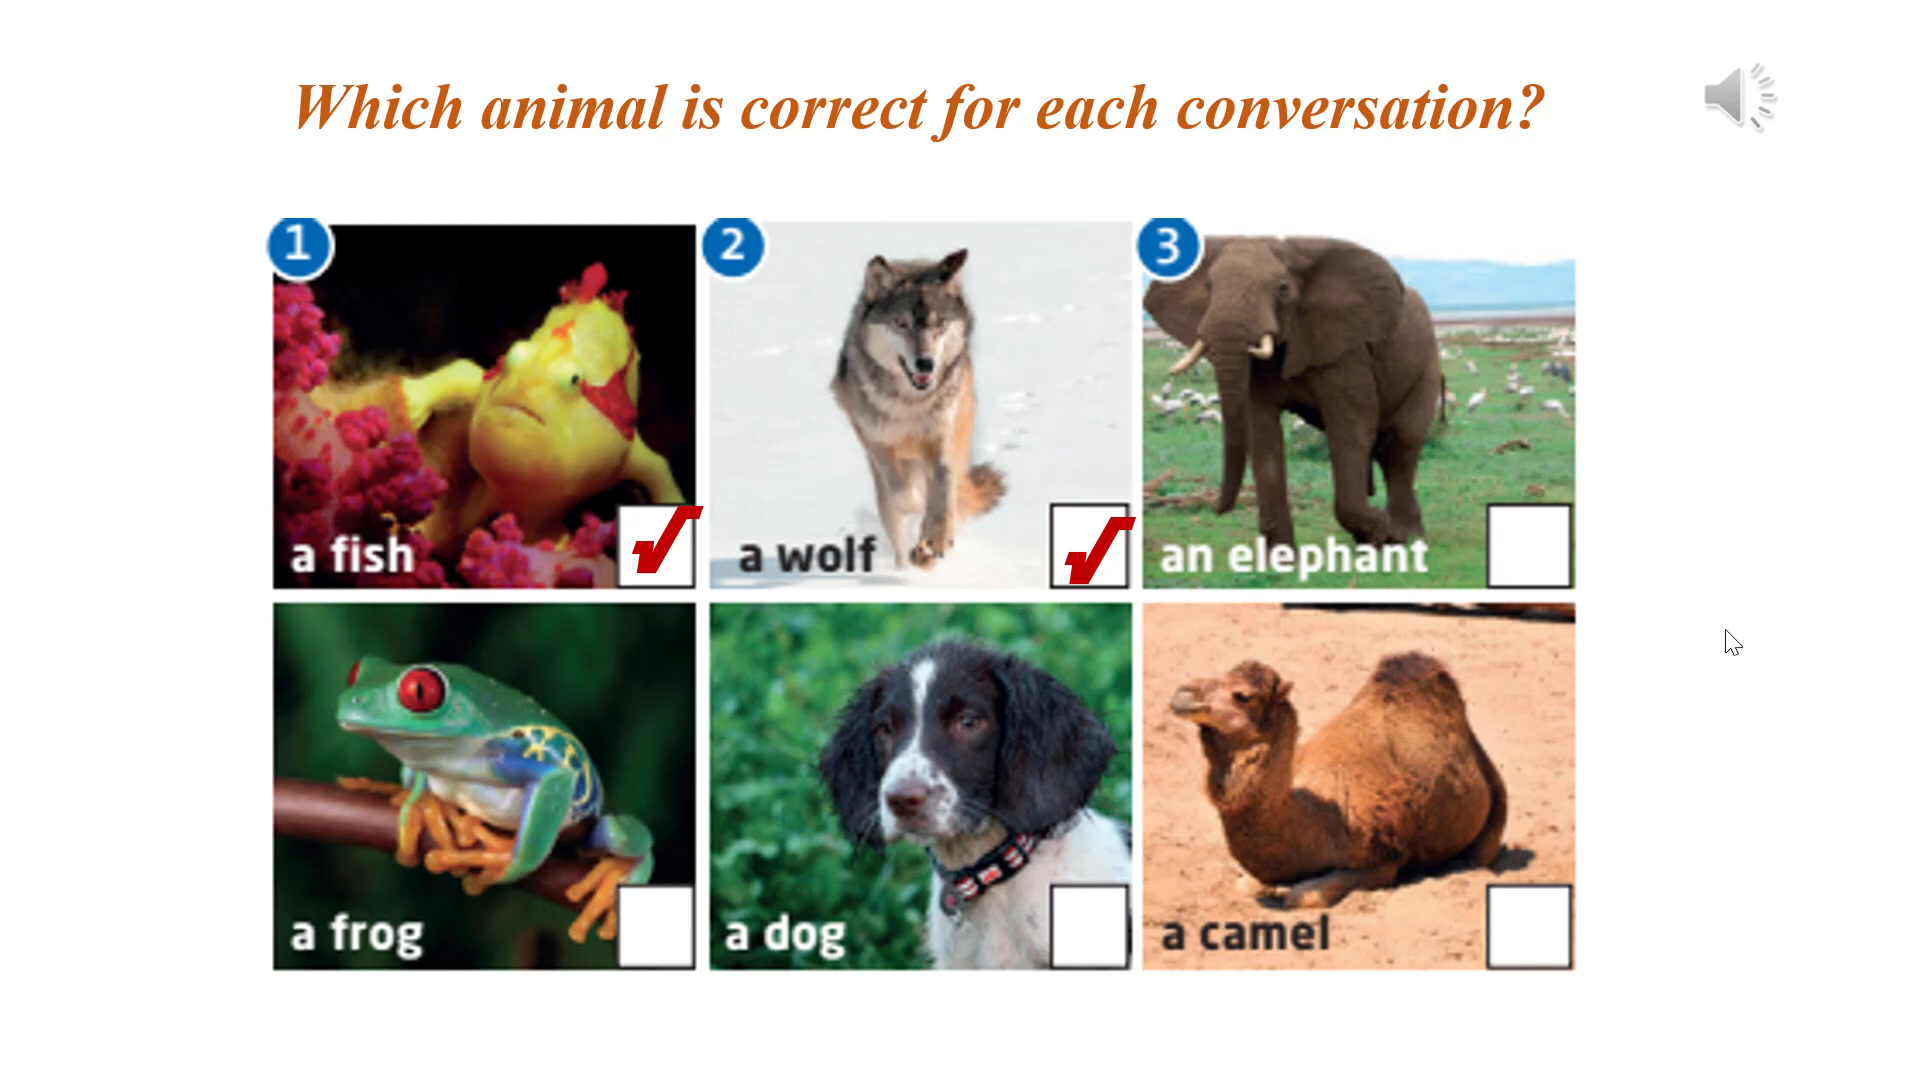 Which animal is correct for each conversation?
1
2
3
a fish
a wolf
an elephant
a frog
a dog
a camel